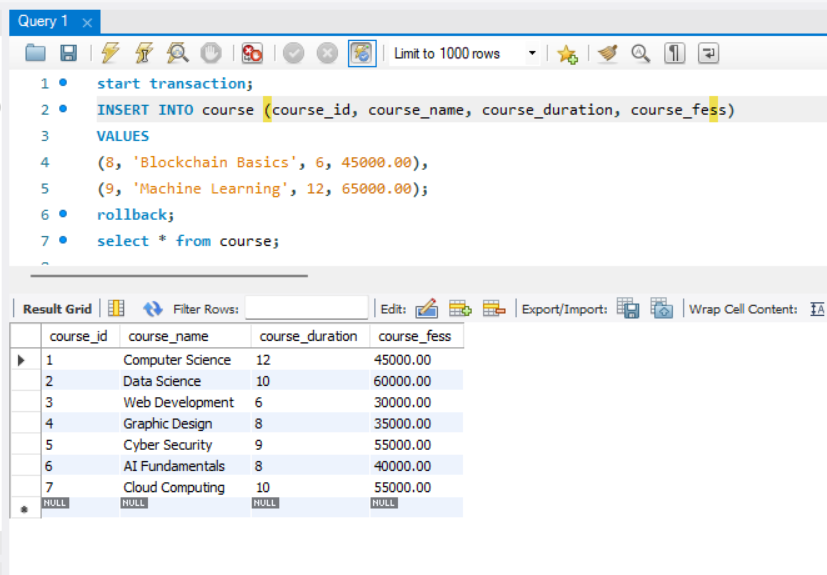 Query 1 ×
Limit to 1000 rows
1 start transaction;
2 INSERT INTO course (course_id, course_name, course_duration, course_fess)
3 VALUES
4 (8, 'Blockchain Basics', 6, 45000.00),
5 (9, 'Machine Learning', 12, 65000.00);
6 rollback;
7 select * from course;
Result Grid Filter Rows: Edit: Export/Import: Wrap Cell Content: IA
course_id course_name course_duration course_fess
1 Computer Science 12 45000.00
2 Data Science 10 60000.00
3 Web Development 6 30000.00
4 Graphic Design 8 35000.00
5 Cyber Security 9 55000.00
6 AI Fundamentals 8 40000.00
7 Cloud Computing 10 55000.00
NULL NULL NULL NULL